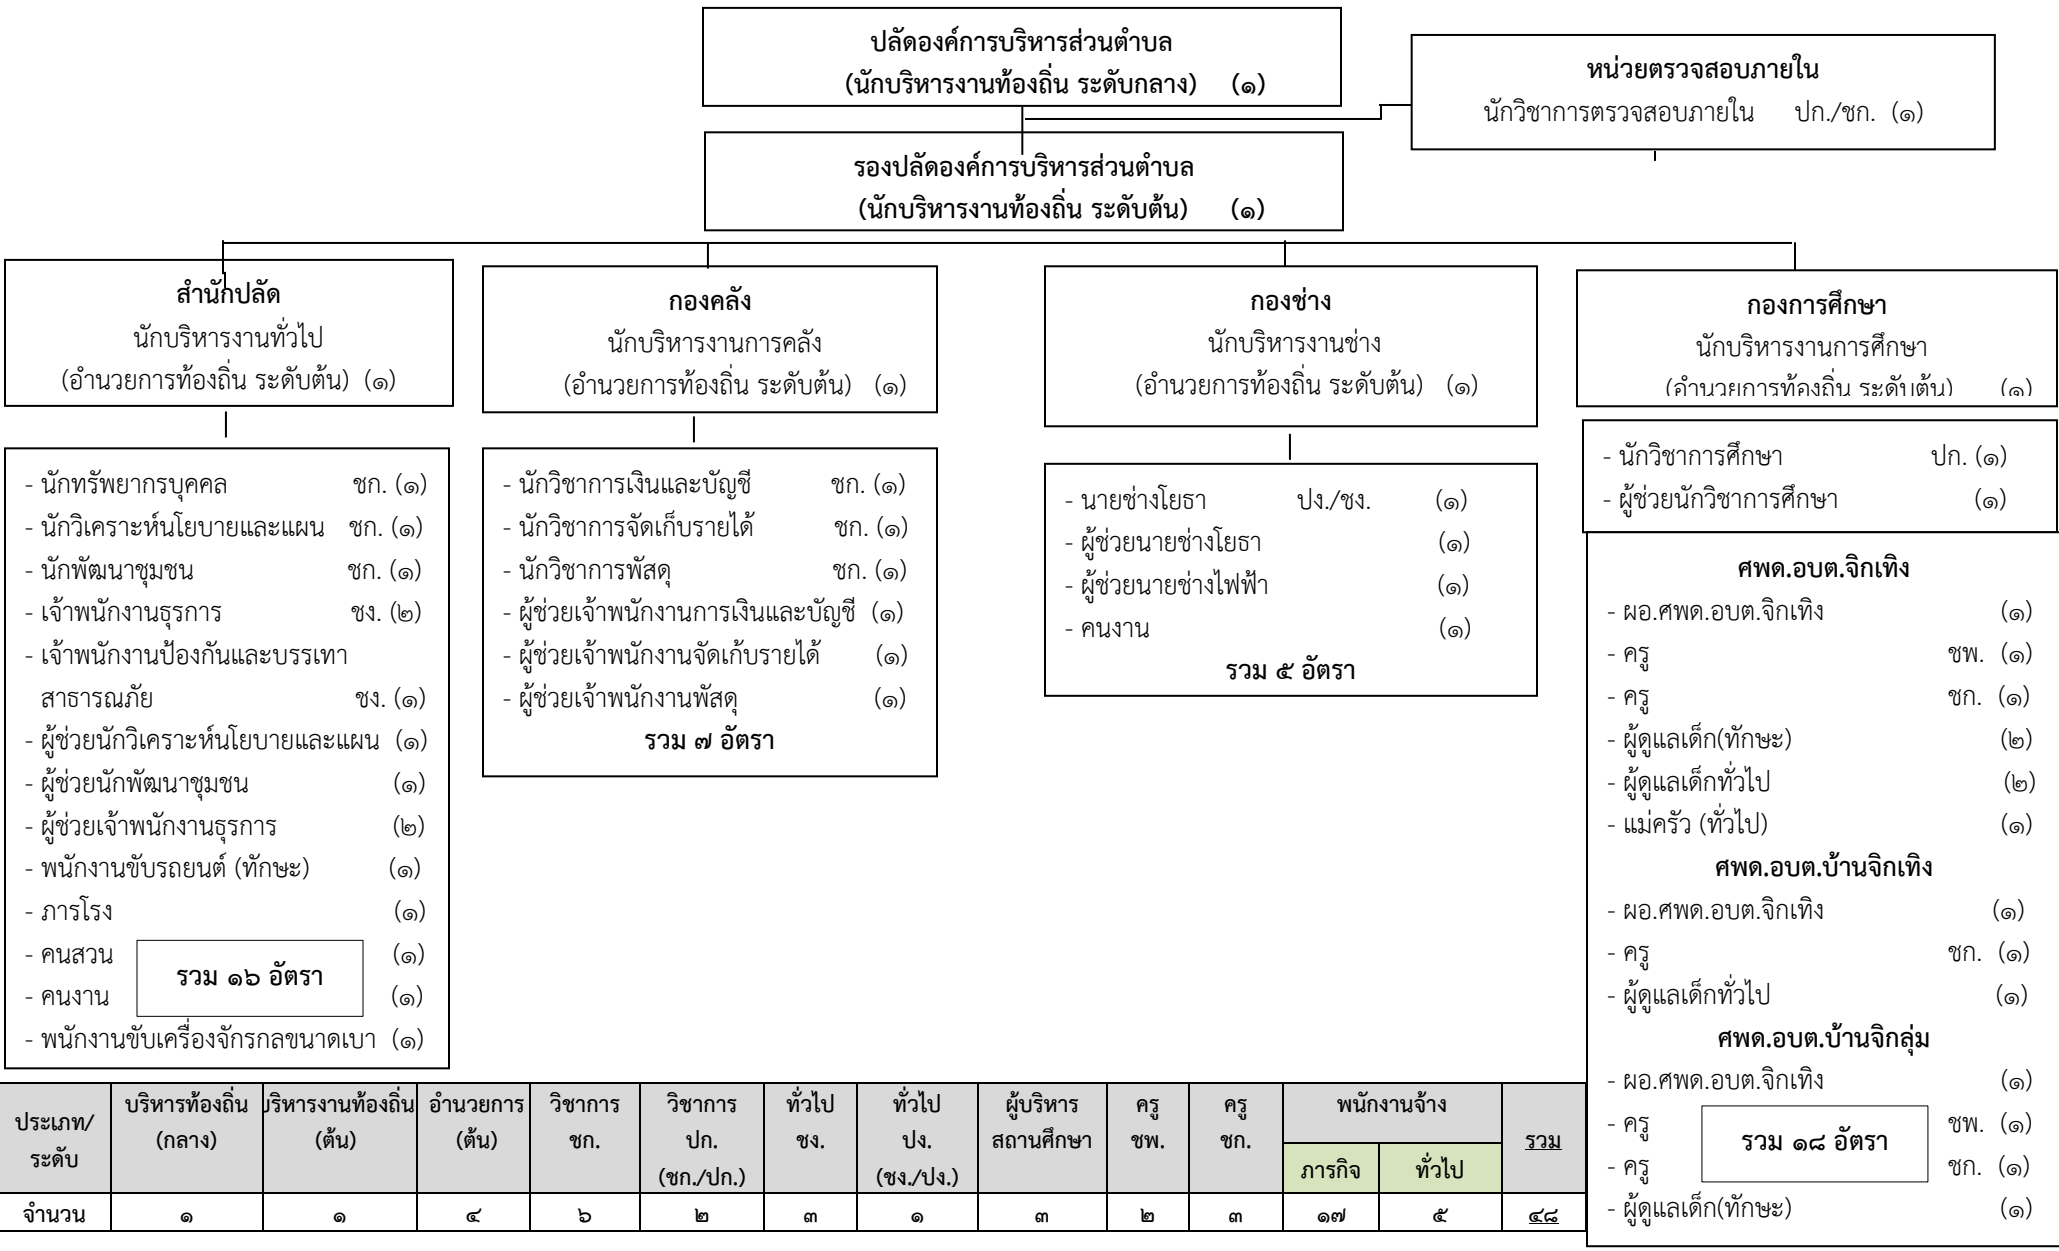 ปลัดองค์การบริหารส่วนตำบล
(นักบริหารงานท้องถิ่น ระดับกลาง) (๑)
หน่วยตรวจสอบภายใน
นักวิชาการตรวจสอบภายใน ปก./ชก. (๑)
รองปลัดองค์การบริหารส่วนตำบล
(นักบริหารงานท้องถิ่น ระดับต้น) (๑)
สำนักปลัด
นักบริหารงานทั่วไป
(อำนวยการท้องถิ่น ระดับต้น) (๑)
- นักทรัพยากรบุคคล ชก. (๑)
- นักวิเคราะห์นโยบายและแผน ชก. (๑)
- นักพัฒนาชุมชน ชก. (๑)
- เจ้าพนักงานธุรการ ชง. (๒)
- เจ้าพนักงานป้องกันและบรรเทา
สาธารณภัย ชง. (๑)
- ผู้ช่วยนักวิเคราะห์นโยบายและแผน (๑)
- ผู้ช่วยนักพัฒนาชุมชน (๑)
- ผู้ช่วยเจ้าพนักงานธุรการ (๒)
- พนักงานขับรถยนต์ (ทักษะ) (๑)
- ภารโรง (๑)
- คนสวน (๑)
รวม ๑๖ อัตรา
- คนงาน (๑)
- พนักงานขับเครื่องจักรกลขนาดเบา (๑)
กองคลัง
นักบริหารงานการคลัง
(อำนวยการท้องถิ่น ระดับต้น) (๑)
- นักวิชาการเงินและบัญชี ชก. (๑)
- นักวิชาการจัดเก็บรายได้ ชก. (๑)
- นักวิชาการพัสดุ ชก. (๑)
- ผู้ช่วยเจ้าพนักงานการเงินและบัญชี (๑)
- ผู้ช่วยเจ้าพนักงานจัดเก็บรายได้ (๑)
- ผู้ช่วยเจ้าพนักงานพัสดุ (๑)
รวม ๗ อัตรา
กองช่าง
นักบริหารงานช่าง
(อำนวยการท้องถิ่น ระดับต้น) (๑)
- นายช่างโยธา ปง./ชง. (๑)
- ผู้ช่วยนายช่างโยธา (๑)
- ผู้ช่วยนายช่างไฟฟ้า (๑)
- คนงาน (๑)
รวม ๕ อัตรา
กองการศึกษา
นักบริหารงานการศึกษา
(อำนวยการท้องถิ่น ระดับต้น) (๑)
- นักวิชาการศึกษา ปก. (๑)
- ผู้ช่วยนักวิชาการศึกษา (๑)
ศพด.อบต.จิกเทิง
- ผอ.ศพด.อบต.จิกเทิง (๑)
- ครู ชพ. (๑)
- ครู ชก. (๑)
- ผู้ดูแลเด็ก(ทักษะ) (๒)
- ผู้ดูแลเด็กทั่วไป (๒)
- แม่ครัว (ทั่วไป) (๑)
ศพด.อบต.บ้านจิกเทิง
- ผอ.ศพด.อบต.จิกเทิง (๑)
- ครู ชก. (๑)
- ผู้ดูแลเด็กทั่วไป (๑)
ศพด.อบต.บ้านจิกลุ่ม
- ผอ.ศพด.อบต.จิกเทิง (๑)
- ครู ชพ. (๑)
รวม ๑๘ อัตรา
- ครู ชก. (๑)
- ผู้ดูแลเด็ก(ทักษะ) (๑)
ประเภท/ บริหารท้องถิ่น บริหารงานท้องถิ่น อำนวยการ วิชาการ วิชาการ ทั่วไป ทั่วไป ผู้บริหาร ครู ครู พนักงานจ้าง รวม
ระดับ (กลาง) (ต้น) (ต้น) ชก. ปก. ชง. ปง. สถานศึกษา ชพ. ชก.
(ชก./ปก.) (ชง./ปง.) ภารกิจ ทั่วไป
จำนวน ๑ ๑ ๔ ๖ ๒ ๓ ๑ ๓ ๒ ๓ ๑๗ ๕ ๔๘